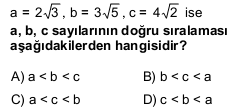 a = 2√3 , b = 3√5 , c = 4√2 ise
a, b, c sayılarının doğru sıralaması
aşağıdakilerden hangisidir?
A) a < b < c B) b < c < a
C) a < c < b D) c < b < a